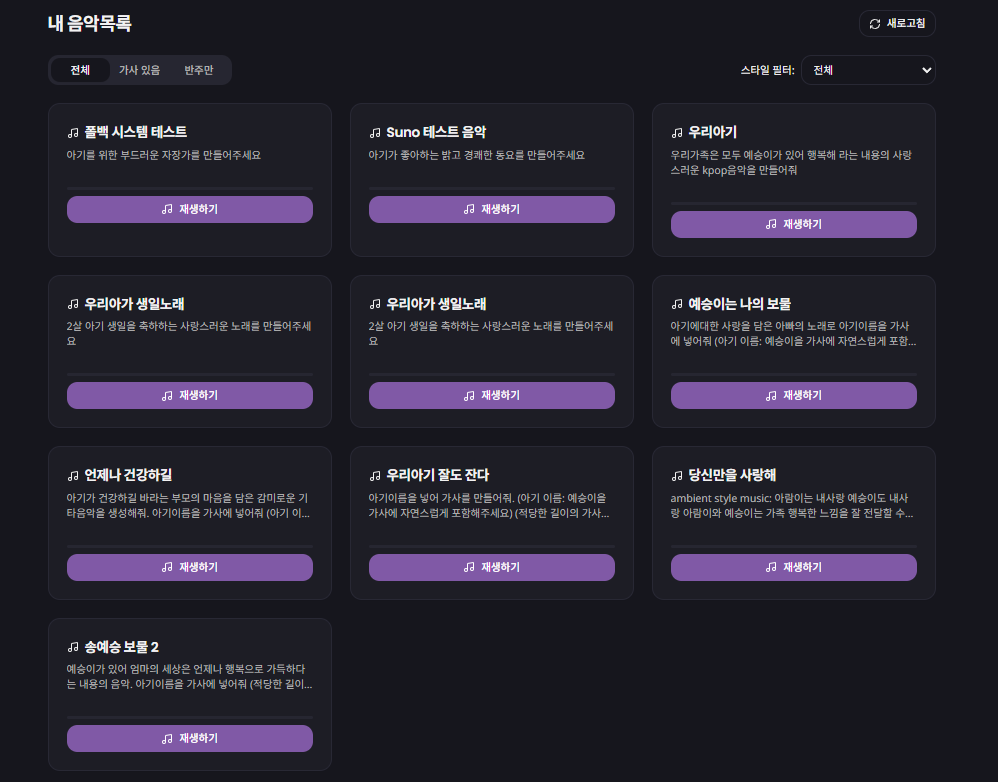 내 음악목록
새로고침
전체 가사 있음 반주만
스타일 필터: 전체
폴백 시스템 테스트
아기를 위한 부드러운 자장가를 만들어주세요
재생하기
Suno 테스트 음악
아기가 좋아하는 밝고 경쾌한 동요를 만들어주세요
재생하기
우리아기
우리가족은 모두 예승이가 있어 행복해 라는 내용의 사랑
스러운 kpop음악을 만들어줘
재생하기
우리아가 생일노래
2살 아기 생일을 축하하는 사랑스러운 노래를 만들어주세
요
재생하기
우리아가 생일노래
2살 아기 생일을 축하하는 사랑스러운 노래를 만들어주세
요
재생하기
예승이는 나의 보물
아기에대한 사랑을 담은 아빠의 노래로 아기이름을 가사
에 넣어줘 (아기 이름: 예승이을 가사에 자연스럽게 포함...
재생하기
언제나 건강하길
아기가 건강하길 바라는 부모의 마음을 담은 감미로운 기
타음악을 생성해줘. 아기이름을 가사에 넣어줘 (아기 이...
재생하기
우리아기 잘도 잔다
아기이름을 넣어 가사를 만들어줘. (아기 이름: 예승이을
가사에 자연스럽게 포함해주세요) (적당한 길이의 가사...
재생하기
당신만을 사랑해
ambient style music: 아람이는 내사랑 예승이도 내사
랑 아람이와 예승이는 가족 행복한 느낌을 잘 전달할 수...
재생하기
송예승 보물 2
예승이가 있어 엄마의 세상은 언제나 행복으로 가득하다
는 내용의 음악. 아기이름을 가사에 넣어줘 (적당한 길이...
재생하기